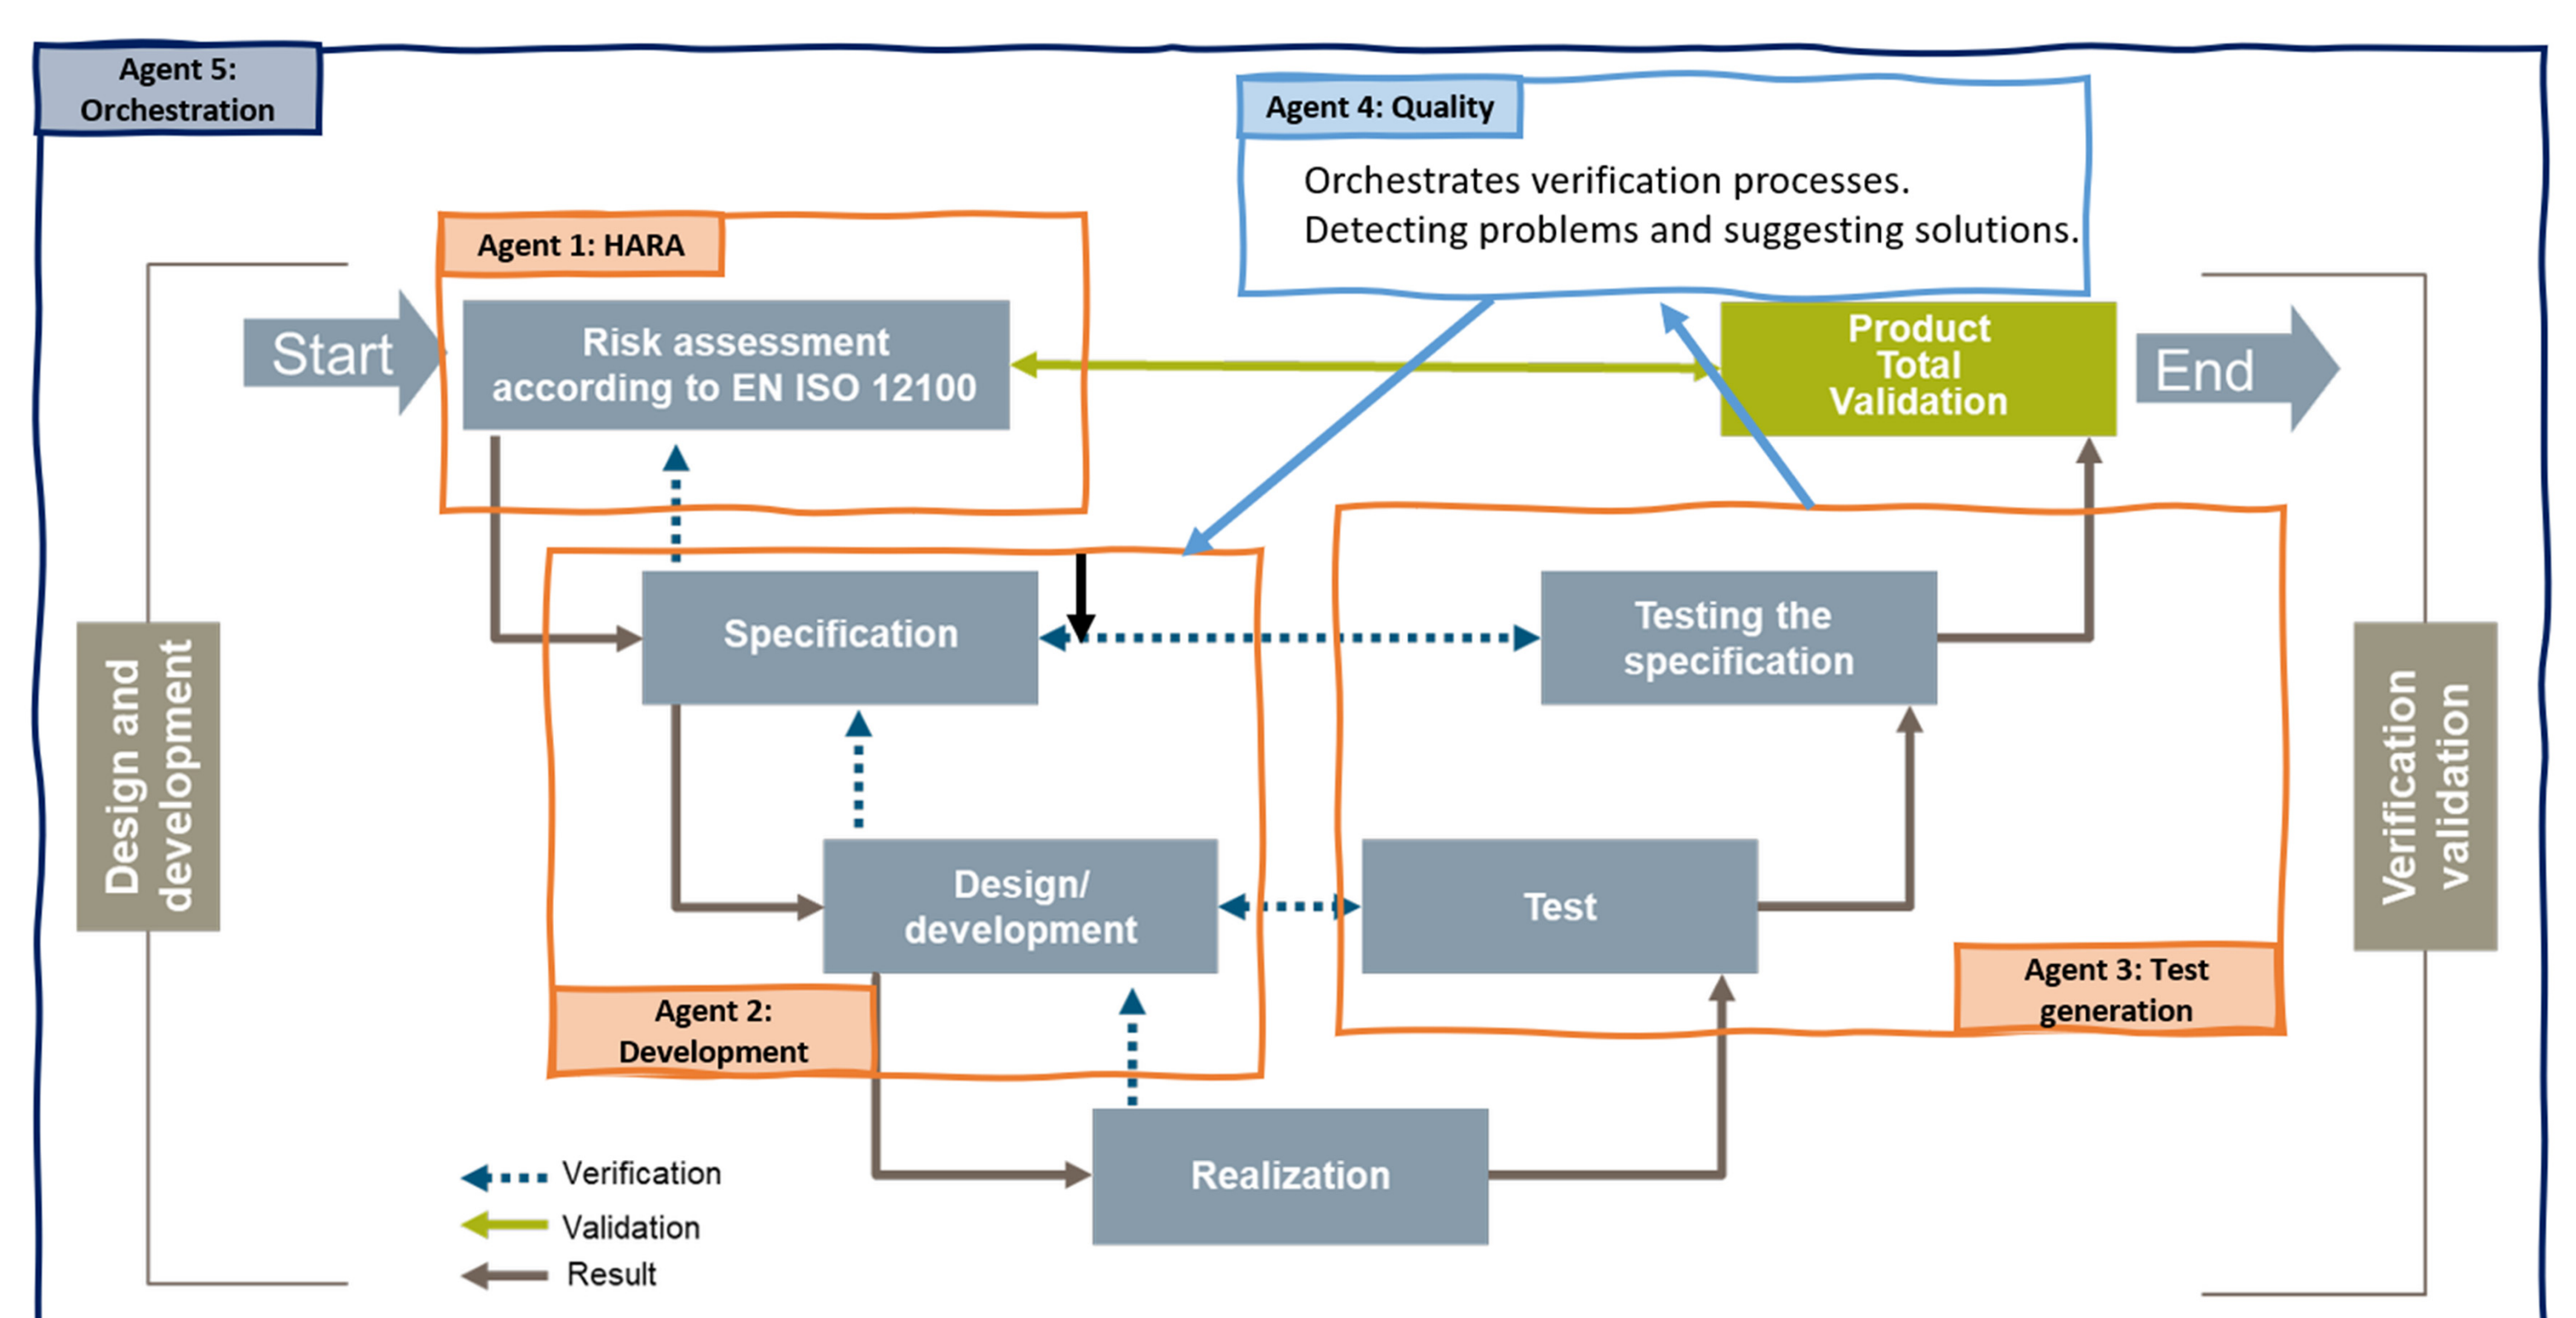 Agent 5:
Orchestration
Agent 4: Quality
Orchestrates verification processes.
Detecting problems and suggesting solutions.
Agent 1: HARA
Start
Risk assessment
according to EN ISO 12100
Product
Total
Validation
End
Specification
Testing the
specification
Design and
development
Verification
validation
Design/
development
Test
Agent 3: Test
generation
Agent 2:
Development
Realization
Verification
Validation
Result